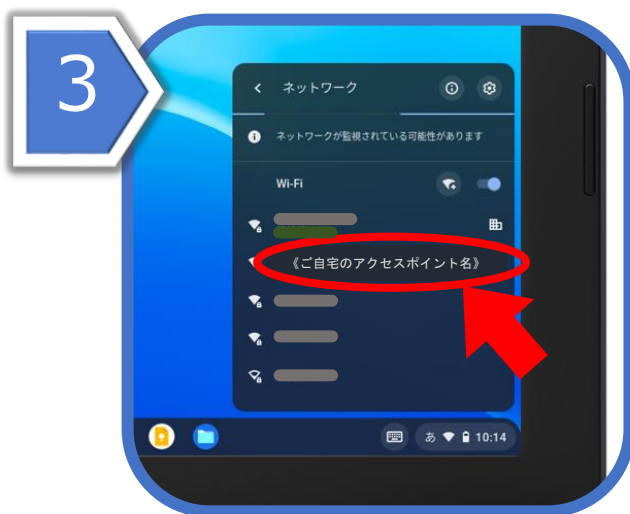 3
ネットワーク
ネットワークが監視されている可能性があります
Wi-Fi
《ご自宅のアクセスポイント名》
あ 10:14